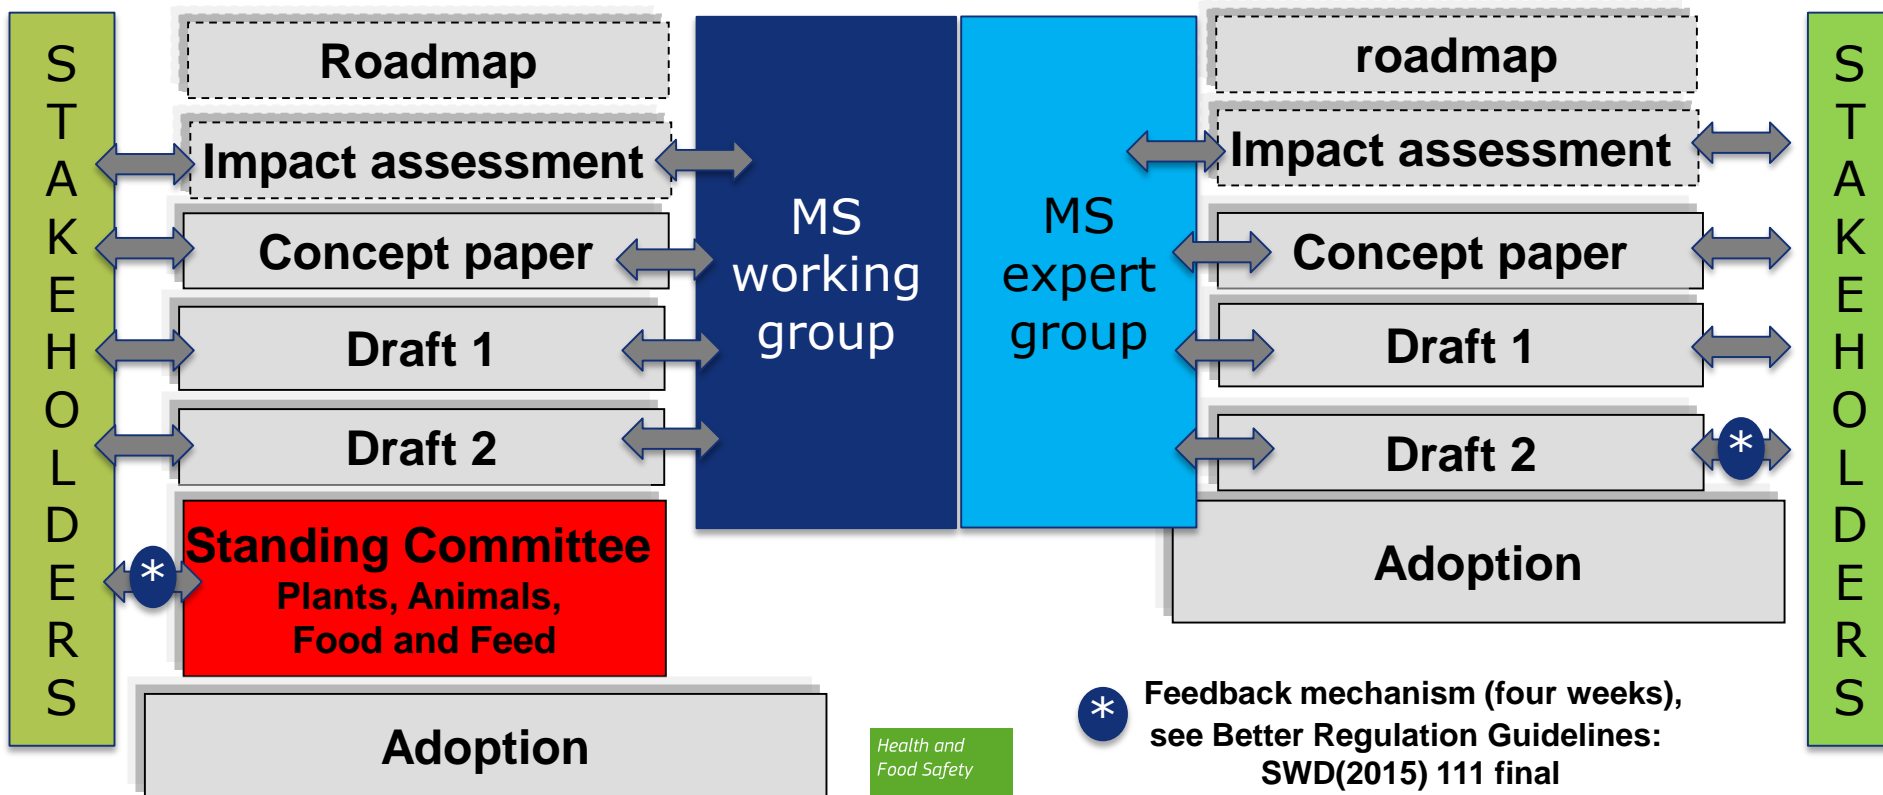 STAKEHOLDERS
Roadmap
Impact assessment
Concept paper
Draft 1
Draft 2
*
Standing Committee
Plants, Animals,
Food and Feed
Adoption
MS
working
group
MS
expert
group
roadmap
Impact assessment
Concept paper
Draft 1
Draft 2
*
Adoption
STAKEHOLDERS
Health and
Food Safety
*
Feedback mechanism (four weeks),
see Better Regulation Guidelines:
SWD(2015) 111 final